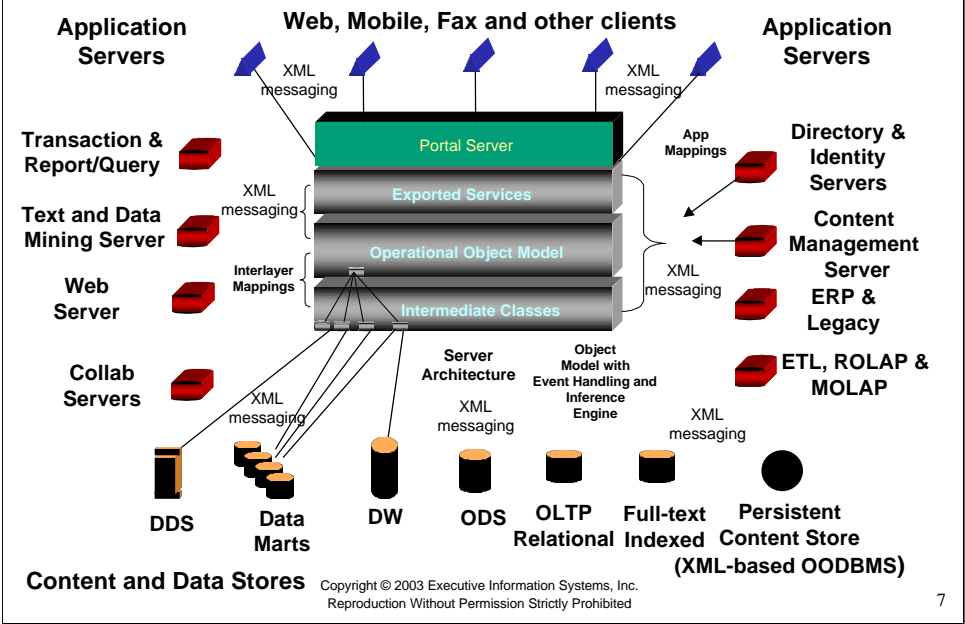 Web, Mobile, Fax and other clients
Application
Servers
Application
Servers
XML
messaging
XML
messaging
Portal Server
App
Mappings
Transaction &
Report/Query
Directory &
Identity
Servers
XML
messaging
Exported Services
Text and Data
Mining Server
Content
Management
Server
Operational Object Model
Interlayer
Mappings
XML
messaging
Web
Server
ERP &
Legacy
Intermediate Classes
Server
Architecture
Object
Model with
Event Handling and
Inference
Engine
ETL, ROLAP &
MOLAP
Collab
Servers
XML
messaging
XML
messaging
XML
messaging
DDS
Data
Marts
DW
ODS
OLTP
Relational
Full-text
Indexed
Persistent
Content Store
(XML-based OODBMS)
Content and Data Stores
Copyright © 2003 Executive Information Systems, Inc.
Reproduction Without Permission Strictly Prohibited
7